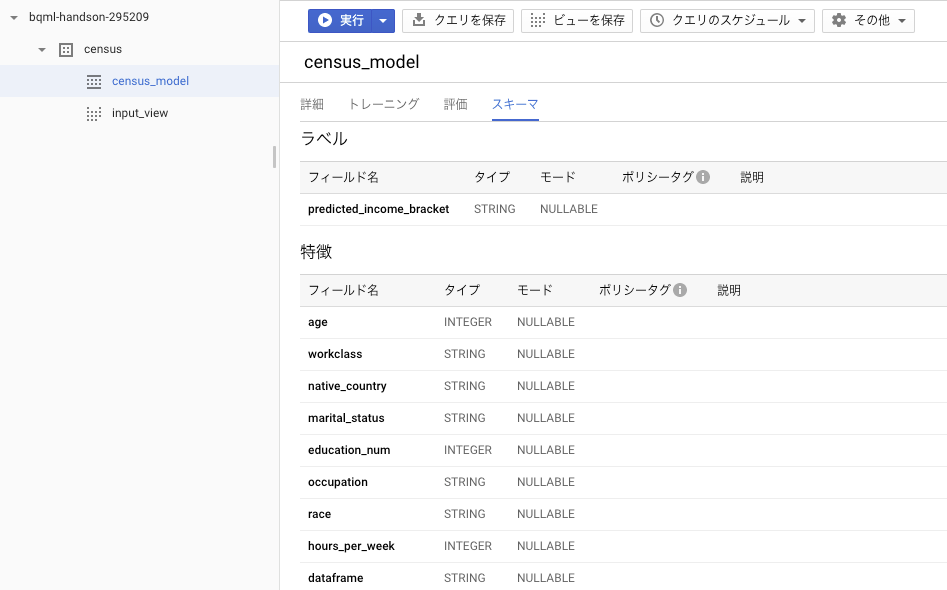 bqml-handson-295209
census
census_model
input_view
実行 クエリを保存 ビューを保存 クエリのスケジュール その他
census_model
詳細 トレーニング 評価 スキーマ
ラベル
フィールド名 タイプ モード ポリシータグ 説明
predicted_income_bracket STRING NULLABLE
特徴
フィールド名 タイプ モード ポリシータグ 説明
age INTEGER NULLABLE
workclass STRING NULLABLE
native_country STRING NULLABLE
marital_status STRING NULLABLE
education_num INTEGER NULLABLE
occupation STRING NULLABLE
race STRING NULLABLE
hours_per_week INTEGER NULLABLE
dataframe STRING NULLABLE